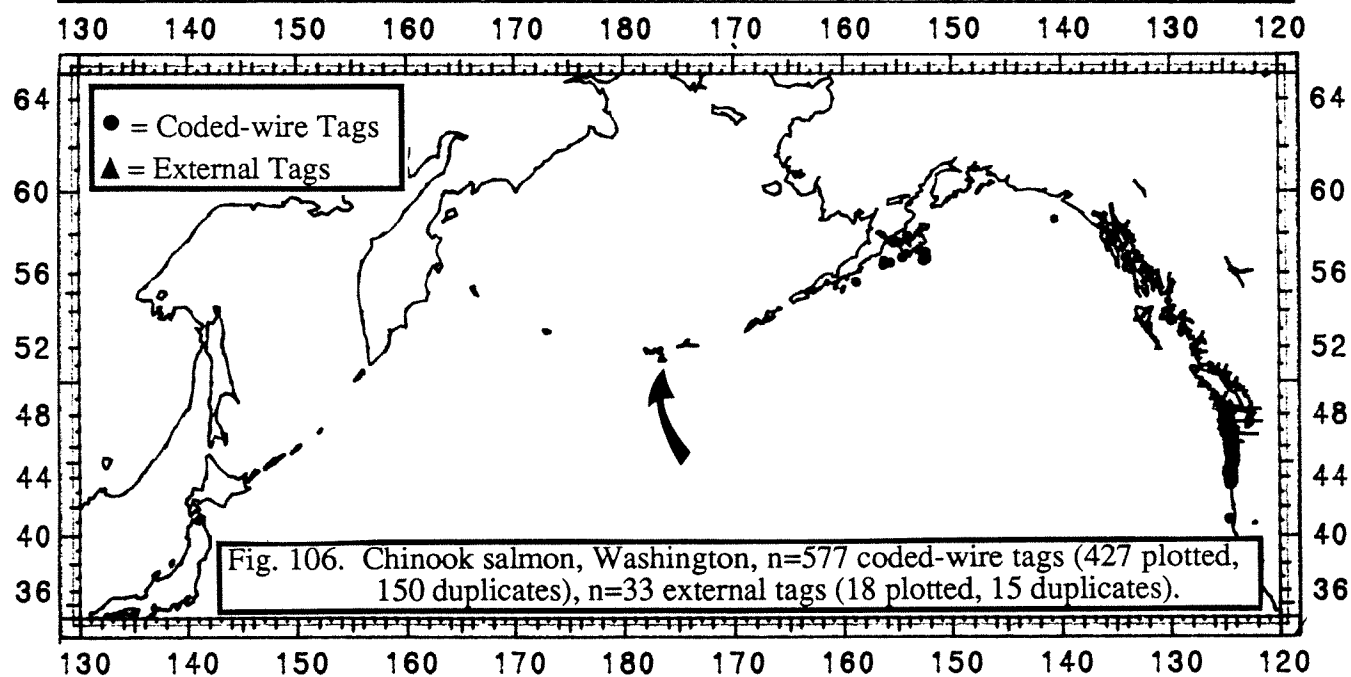 130 140 150 160 170 180 170 160 150 140 130 120
● = Coded-wire Tags
▲ = External Tags
64 64
60 60
56 56
52 52
48 48
44 44
40 40
36 36
Fig. 106. Chinook salmon, Washington, n=577 coded-wire tags (427 plotted,
150 duplicates), n=33 external tags (18 plotted, 15 duplicates).
130 140 150 160 170 180 170 160 150 140 130 120